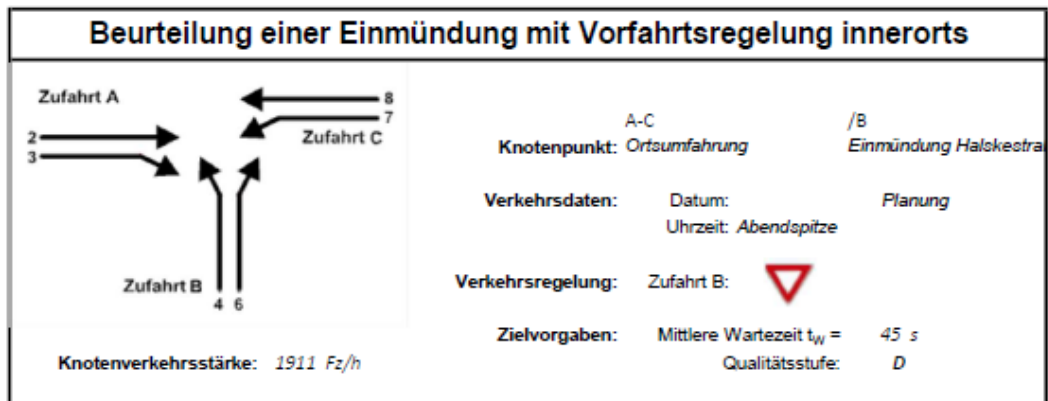 Beurteilung einer Einmündung mit Vorfahrtsregelung innerorts
Zufahrt A
8
7
Zufahrt C
2
3
Zufahrt B
4 6
Knotenverkehrsstärke: 1911 Fz/h
A-C /B
Knotenpunkt: Ortsumfahrung Einmündung Halskestra
Verkehrsdaten: Datum: Planung
Uhrzeit: Abendspitze
Verkehrsregelung: Zufahrt B:
Zielvorgaben: Mittlere Wartezeit tW = 45 s
Qualitätsstufe: D